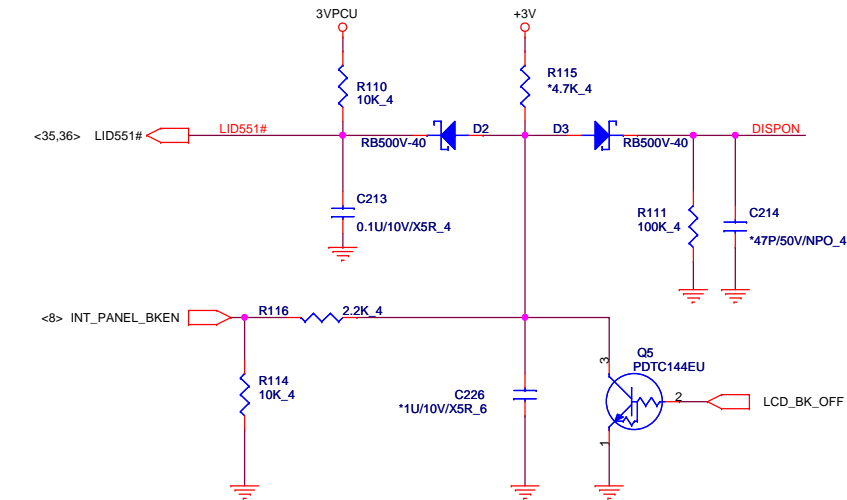 3VPCU
+3V
R110
10K_4
R115
*4.7K_4
<35,36> LID551#
LID551#
D2
RB500V-40
D3
RB500V-40
DISPON
C213
0.1U/10V/X5R_4
R111
100K_4
C214
*47P/50V/NPO_4
<8> INT_PANEL_BKEN
R116
2.2K_4
R114
10K_4
C226
*1U/10V/X5R_6
Q5
PDTC144EU
3
2
1
LCD_BK_OFF